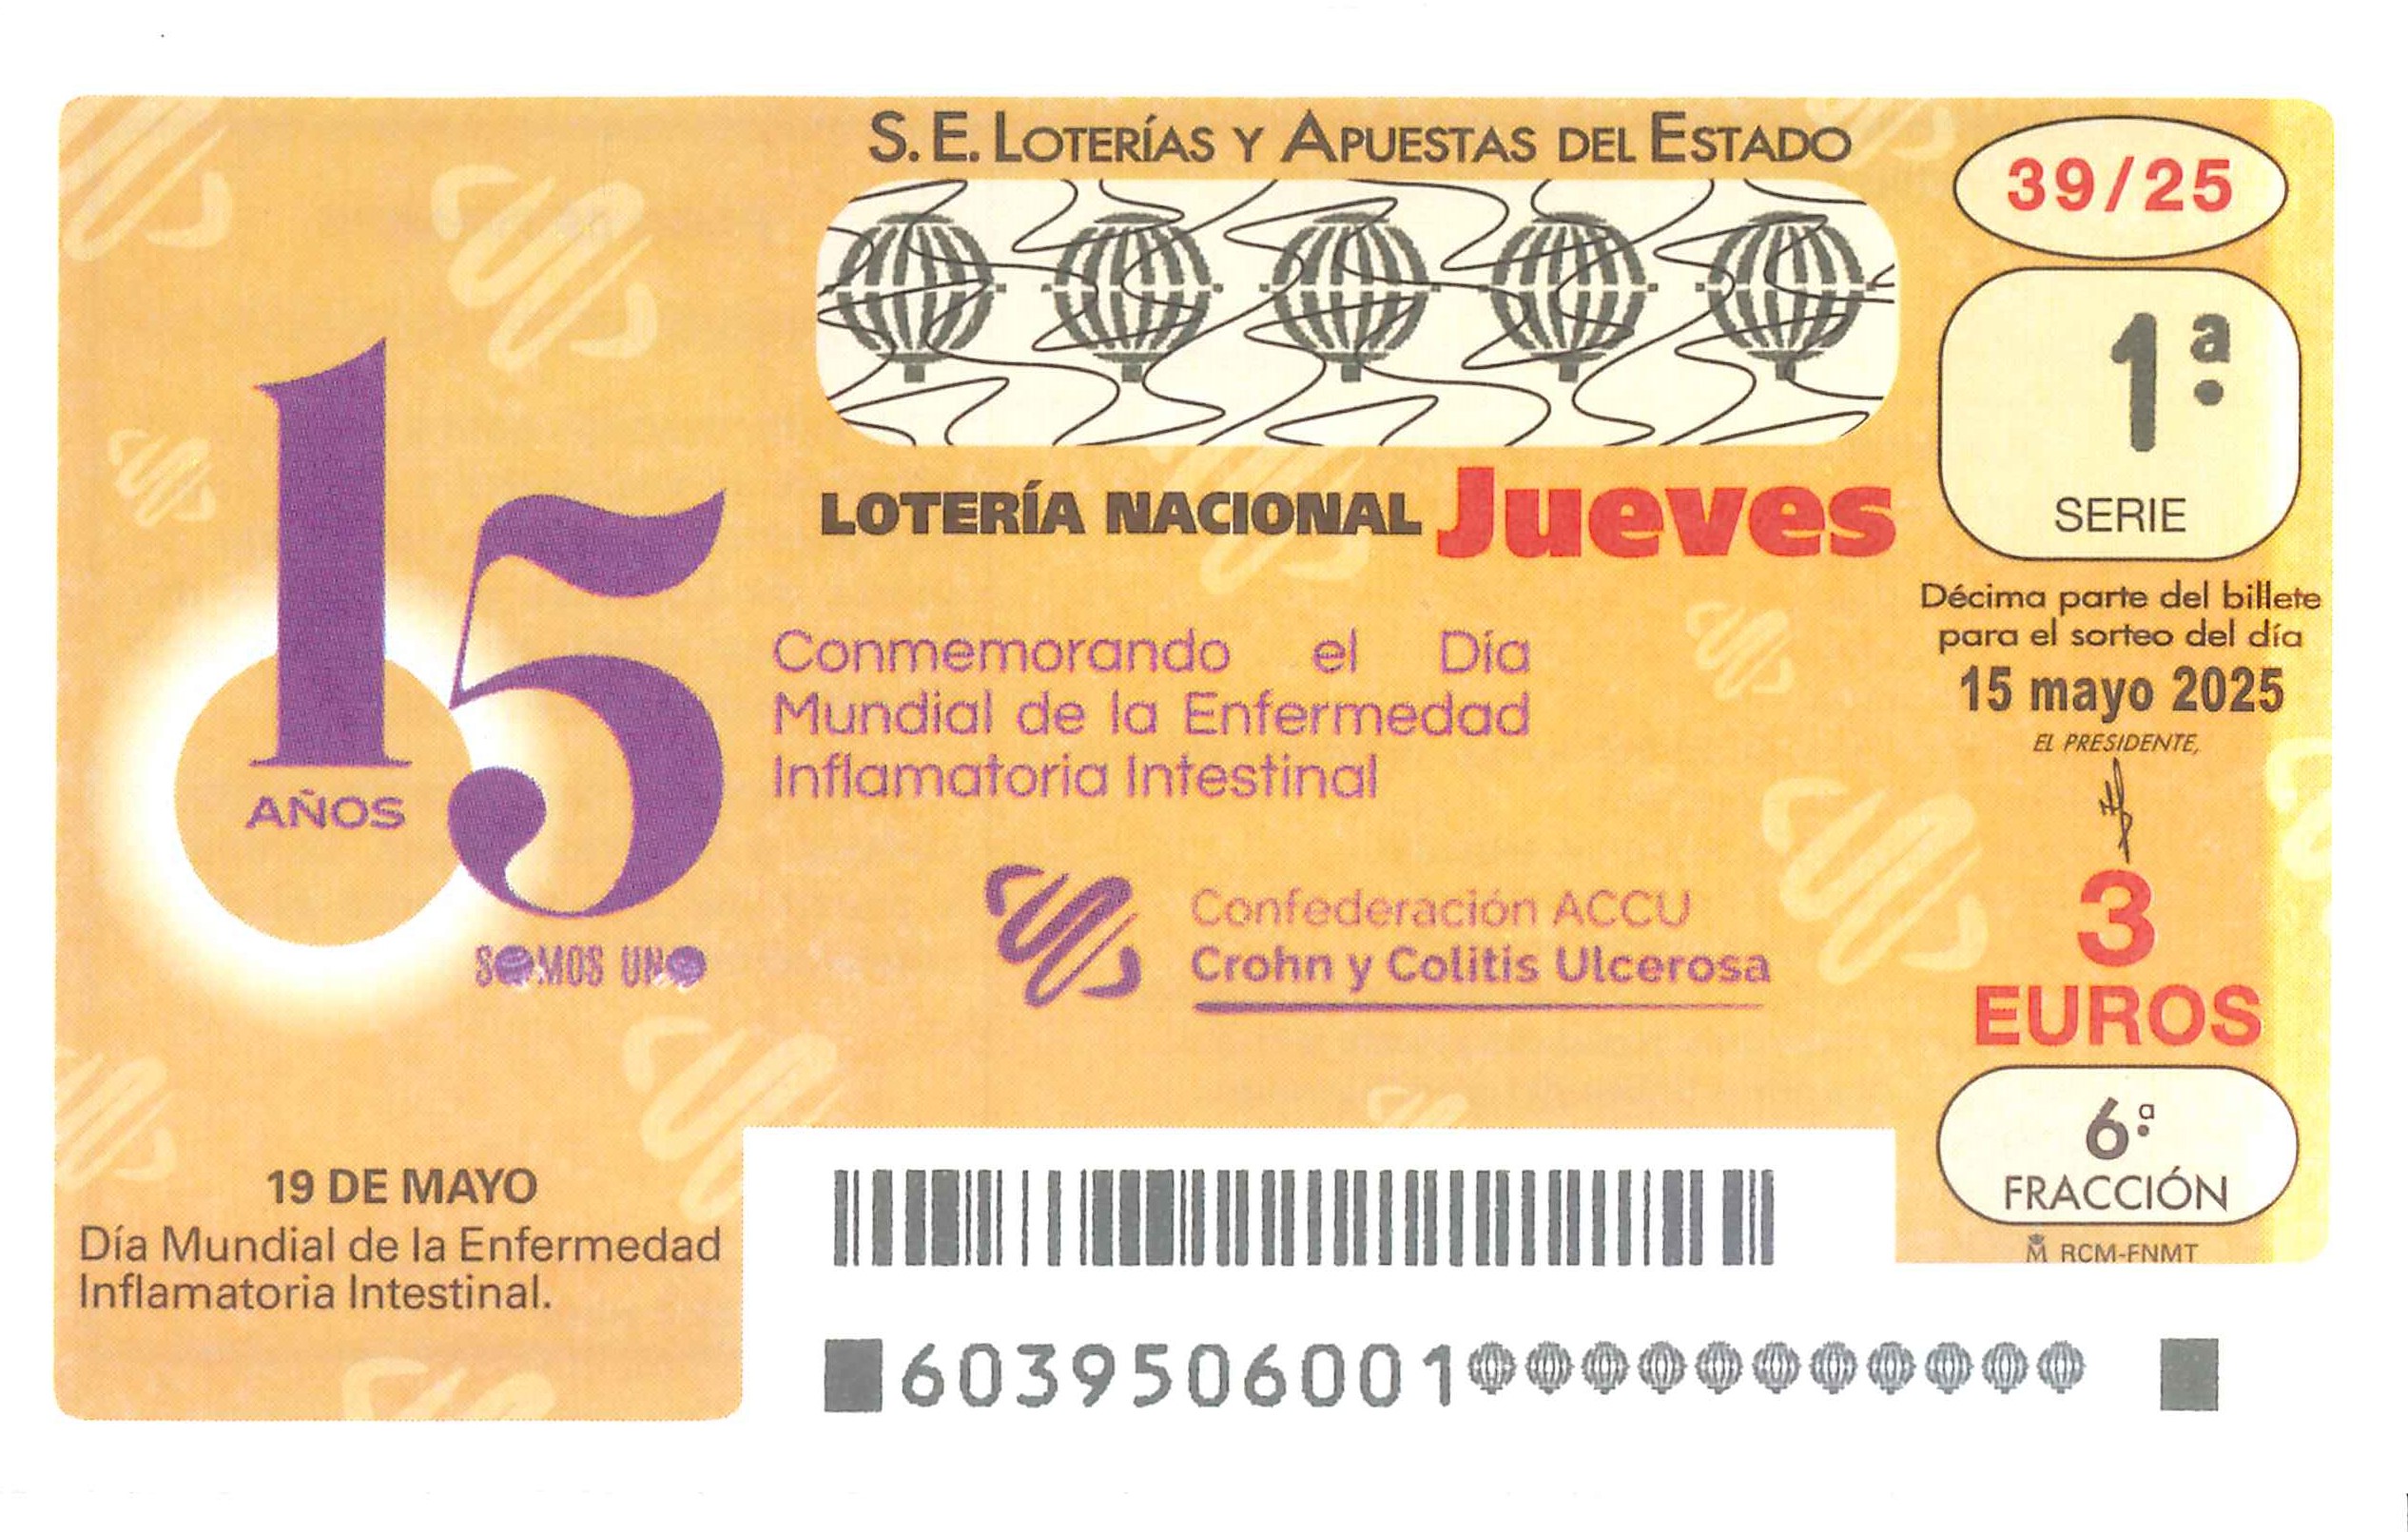 S.E. LOTERÍAS Y APUESTAS DEL ESTADO
39/25
1ª
SERIE
LOTERÍA NACIONAL Jueves
Décima parte del billete
para el sorteo del día
15 mayo 2025
EL PRESIDENTE,
3
EUROS
6ª
FRACCIÓN
RCM-FNMT
15
AÑOS
SOMOS UNO
Conmemorando el Día
Mundial de la Enfermedad
Inflamatoria Intestinal
Confederación ACCU
Crohn y Colitis Ulcerosa
19 DE MAYO
Día Mundial de la Enfermedad
Inflamatoria Intestinal.
6039506001